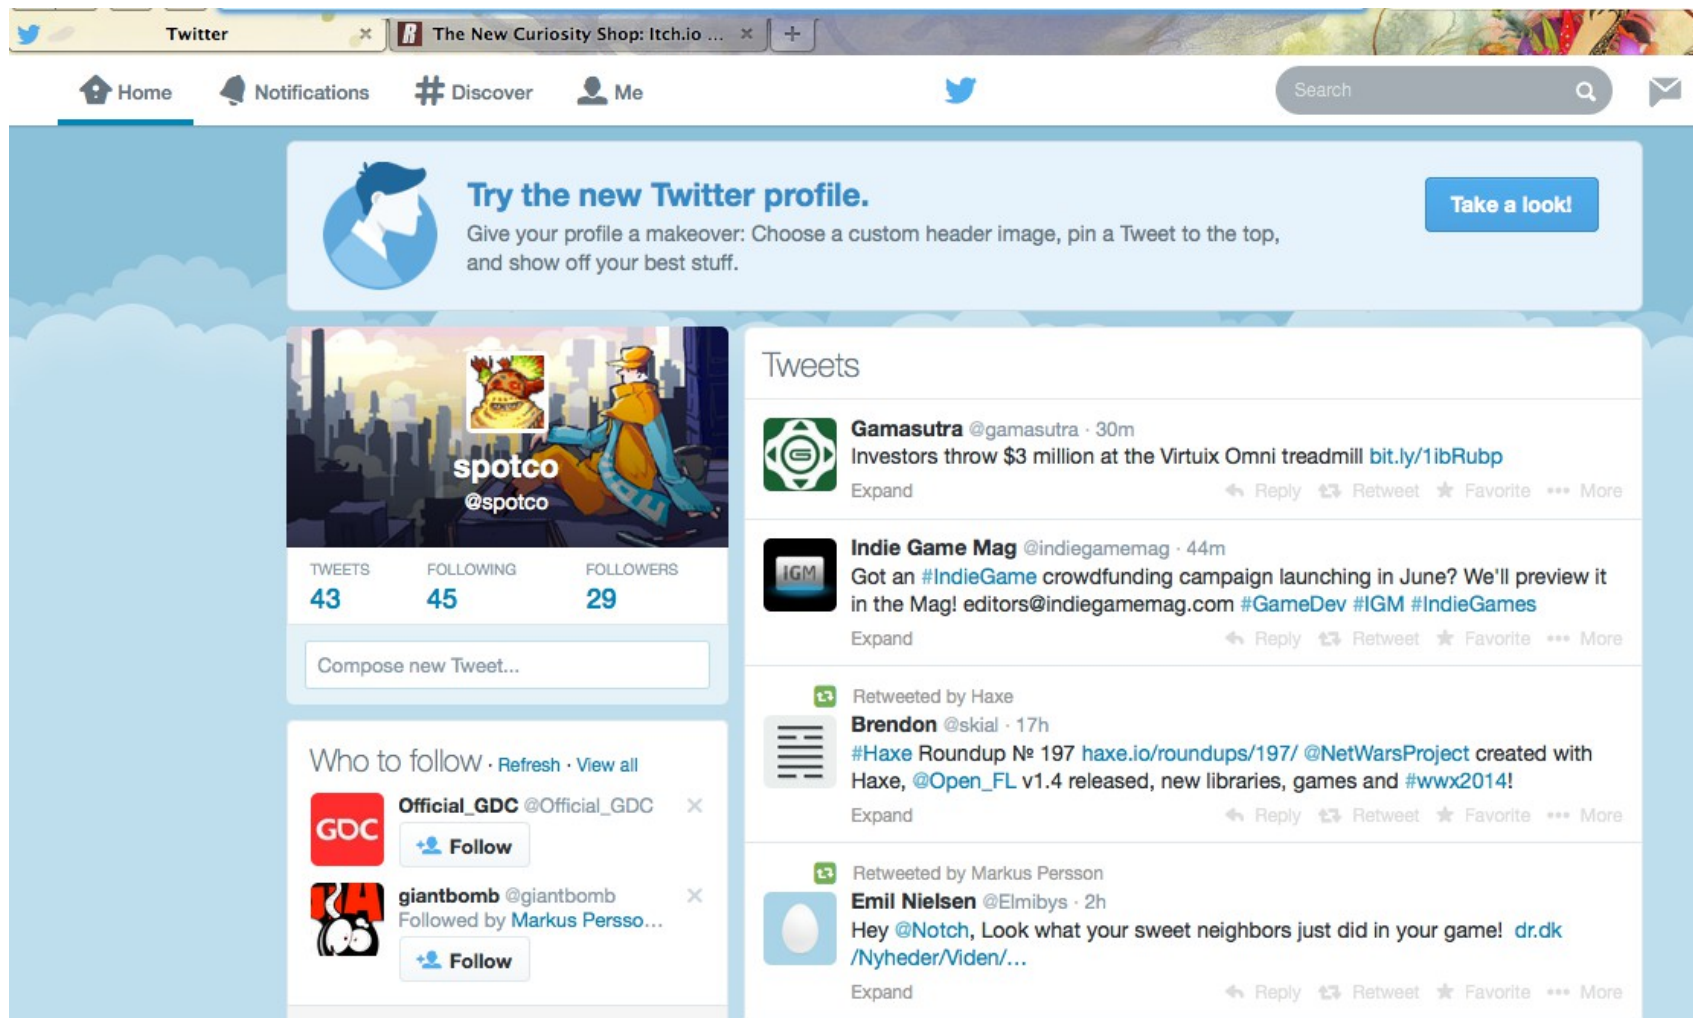 Twitter
The New Curiosity Shop: Itch.io ...
Home
Notifications
Discover
Me
Search
Try the new Twitter profile.
Give your profile a makeover: Choose a custom header image, pin a Tweet to the top,
and show off your best stuff.
Take a look!
spotco
@spotco
TWEETS FOLLOWING FOLLOWERS
43 45 29
Compose new Tweet...
Who to follow · Refresh · View all
GDC
Official_GDC @Official_GDC
Follow
giantbomb @giantbomb
Followed by Markus Persso...
Follow
Tweets
Gamasutra @gamasutra · 30m
Investors throw $3 million at the Virtuix Omni treadmill bit.ly/1ibRubp
Expand Reply Retweet Favorite More
IGM
Indie Game Mag @indiegamemag · 44m
Got an #IndieGame crowdfunding campaign launching in June? We'll preview it
in the Mag! editors@indiegamemag.com #GameDev #IGM #IndieGames
Expand Reply Retweet Favorite More
Retweeted by Haxe
Brendon @skial · 17h
#Haxe Roundup № 197 haxe.io/roundups/197/ @NetWarsProject created with
Haxe, @Open_FL v1.4 released, new libraries, games and #wwx2014!
Expand Reply Retweet Favorite More
Retweeted by Markus Persson
Emil Nielsen @Elmibys · 2h
Hey @Notch, Look what your sweet neighbors just did in your game! dr.dk
/Nyheder/Viden/...
Expand Reply Retweet Favorite More